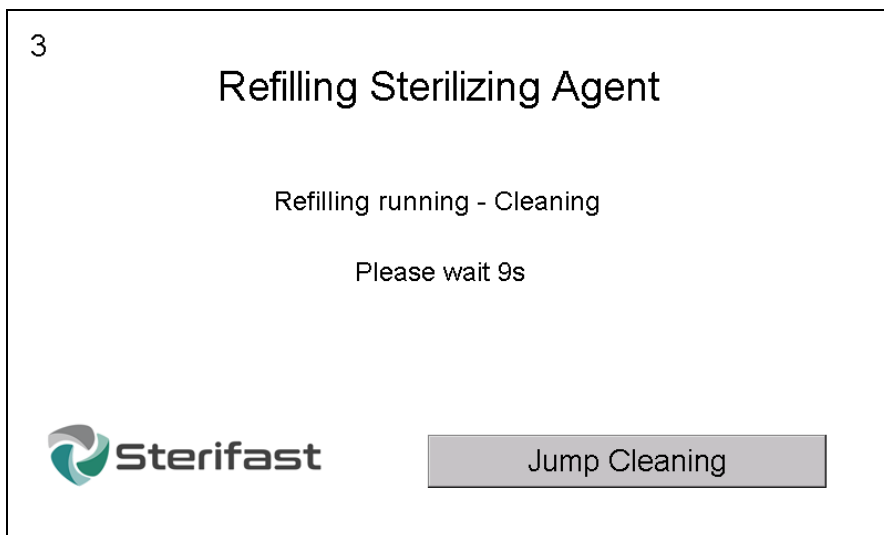 3
Refilling Sterilizing Agent
Refilling running - Cleaning
Please wait 9s
Sterifast
Jump Cleaning